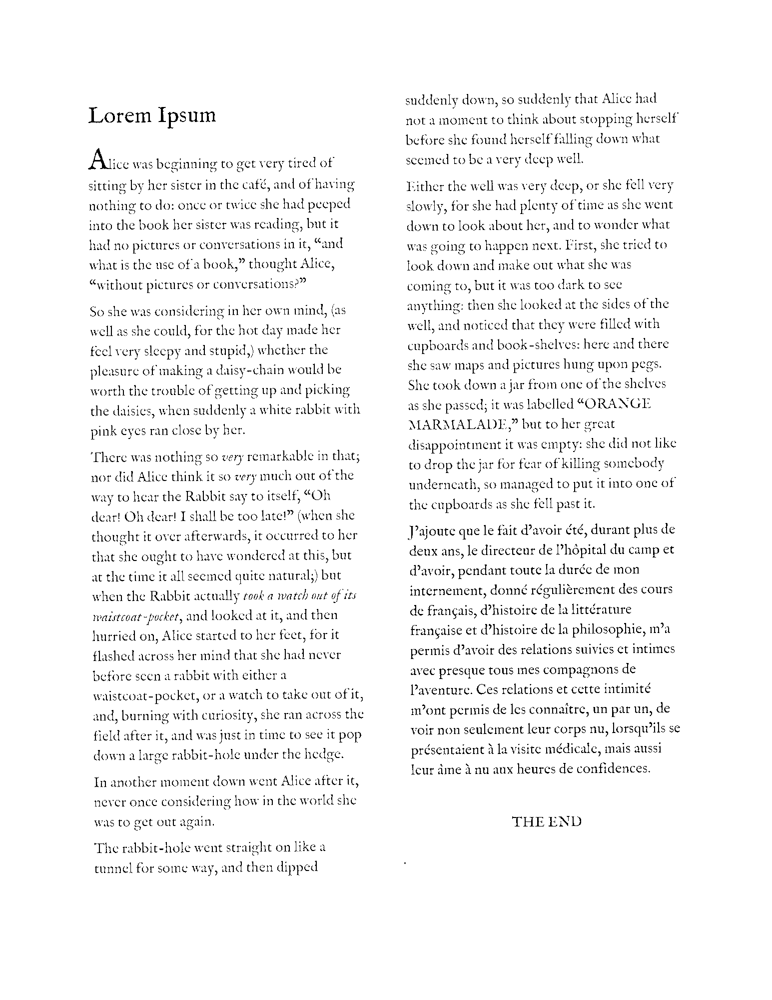 Lorem Ipsum
Alice was beginning to get very tired of
sitting by her sister in the café, and of having
nothing to do: once or twice she had peeped
into the book her sister was reading, but it
had no pictures or conversations in it, “and
what is the use of a book,” thought Alice,
“without pictures or conversations?”
So she was considering in her own mind, (as
well as she could, for the hot day made her
feel very sleepy and stupid,) whether the
pleasure of making a daisy-chain would be
worth the trouble of getting up and picking
the daisies, when suddenly a white rabbit with
pink eyes ran close by her.
There was nothing so very remarkable in that;
nor did Alice think it so very much out of the
way to hear the Rabbit say to itself, “Oh
dear! Oh dear! I shall be too late!” (when she
thought it over afterwards, it occurred to her
that she ought to have wondered at this, but
at the time it all seemed quite natural;) but
when the Rabbit actually took a watch out of its
waistcoat-pocket, and looked at it, and then
hurried on, Alice started to her feet, for it
flashed across her mind that she had never
before seen a rabbit with either a
waistcoat-pocket, or a watch to take out of it,
and, burning with curiosity, she ran across the
field after it, and was just in time to see it pop
down a large rabbit-hole under the hedge.
In another moment down went Alice after it,
never once considering how in the world she
was to get out again.
The rabbit-hole went straight on like a
tunnel for some way, and then dipped
suddenly down, so suddenly that Alice had
not a moment to think about stopping herself
before she found herself falling down what
seemed to be a very deep well.
Either the well was very deep, or she fell very
slowly, for she had plenty of time as she went
down to look about her, and to wonder what
was going to happen next. First, she tried to
look down and make out what she was
coming to, but it was too dark to see
anything: then she looked at the sides of the
well, and noticed that they were filled with
cupboards and book-shelves: here and there
she saw maps and pictures hung upon pegs.
She took down a jar from one of the shelves
as she passed; it was labelled “ORANGE
MARMALADE,” but to her great
disappointment it was empty: she did not like
to drop the jar for fear of killing somebody
underneath, so managed to put it into one of
the cupboards as she fell past it.
J’ajoute que le fait d’avoir été, durant plus de
deux ans, le directeur de l’hôpital du camp et
d’avoir, pendant toute la durée de mon
internement, donné régulièrement des cours
de français, d’histoire de la littérature
française et d’histoire de la philosophie, m’a
permis d’avoir des relations suivies et intimes
avec presque tous mes compagnons de
l’aventure. Ces relations et cette intimité
m’ont permis de les connaître, un par un, de
voir non seulement leur corps nu, lorsqu’ils se
présentaient à la visite médicale, mais aussi
leur âme à nu aux heures de confidences.
THE END